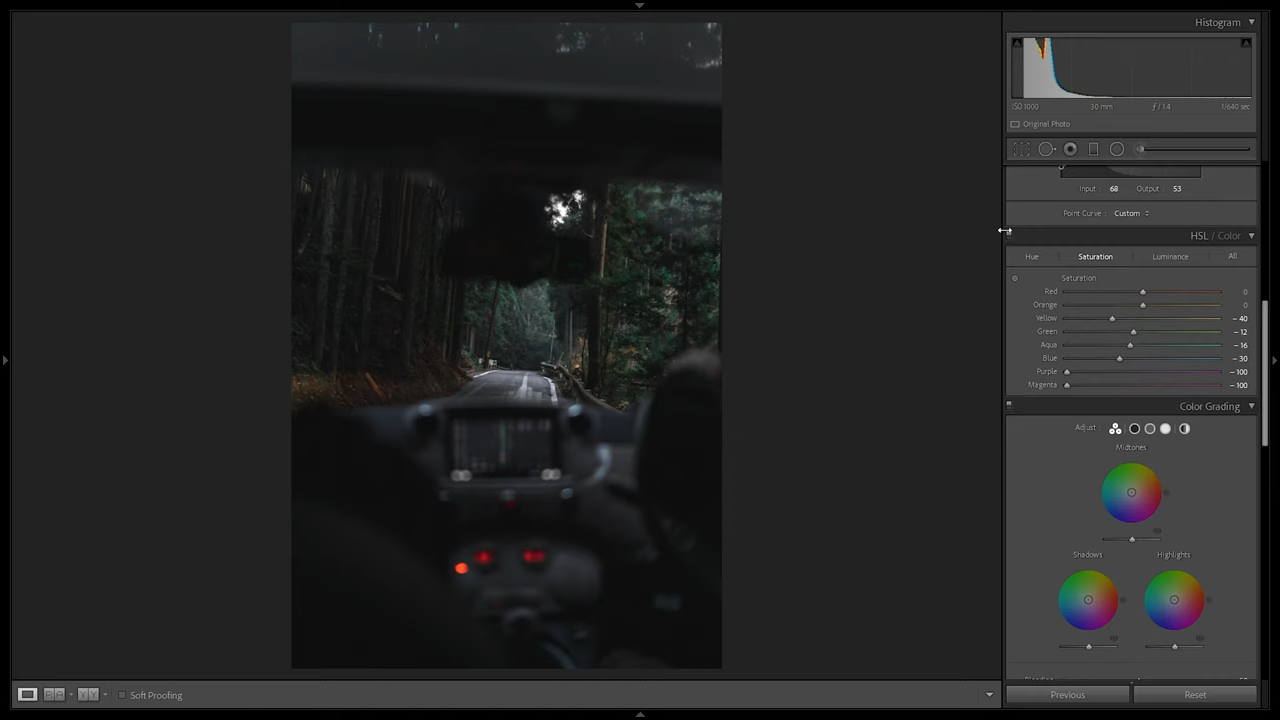 Histogram
ISO 1000 30 mm ƒ / 1.4 1/640 sec
Original Photo
Input : 68 Output : 53
Point Curve : Custom
HSL / Color
Hue Saturation Luminance All
Saturation
Red 0
Orange 0
Yellow – 40
Green – 12
Aqua – 16
Blue – 30
Purple – 100
Magenta – 100
Color Grading
Adjust :
Midtones
Shadows Highlights
Soft Proofing
Previous Reset